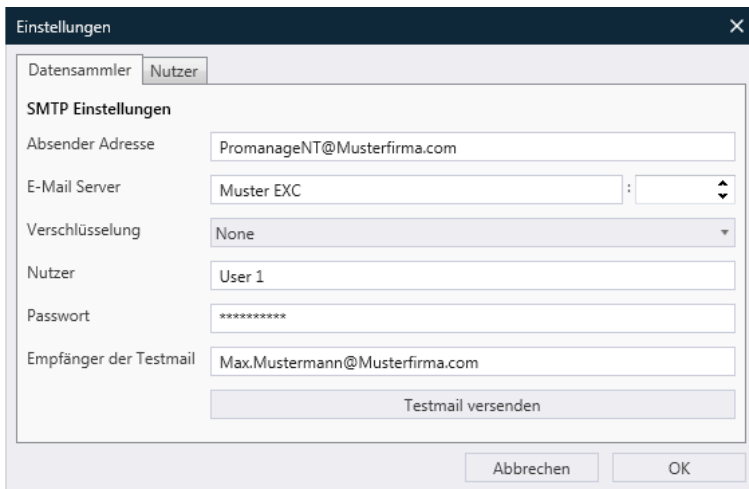 Einstellungen
Datensammler Nutzer
SMTP Einstellungen
Absender Adresse PromanageNT@Musterfirma.com
E-Mail Server Muster EXC :
Verschlüsselung None
Nutzer User 1
Passwort **********
Empfänger der Testmail Max.Mustermann@Musterfirma.com
Testmail versenden
Abbrechen OK